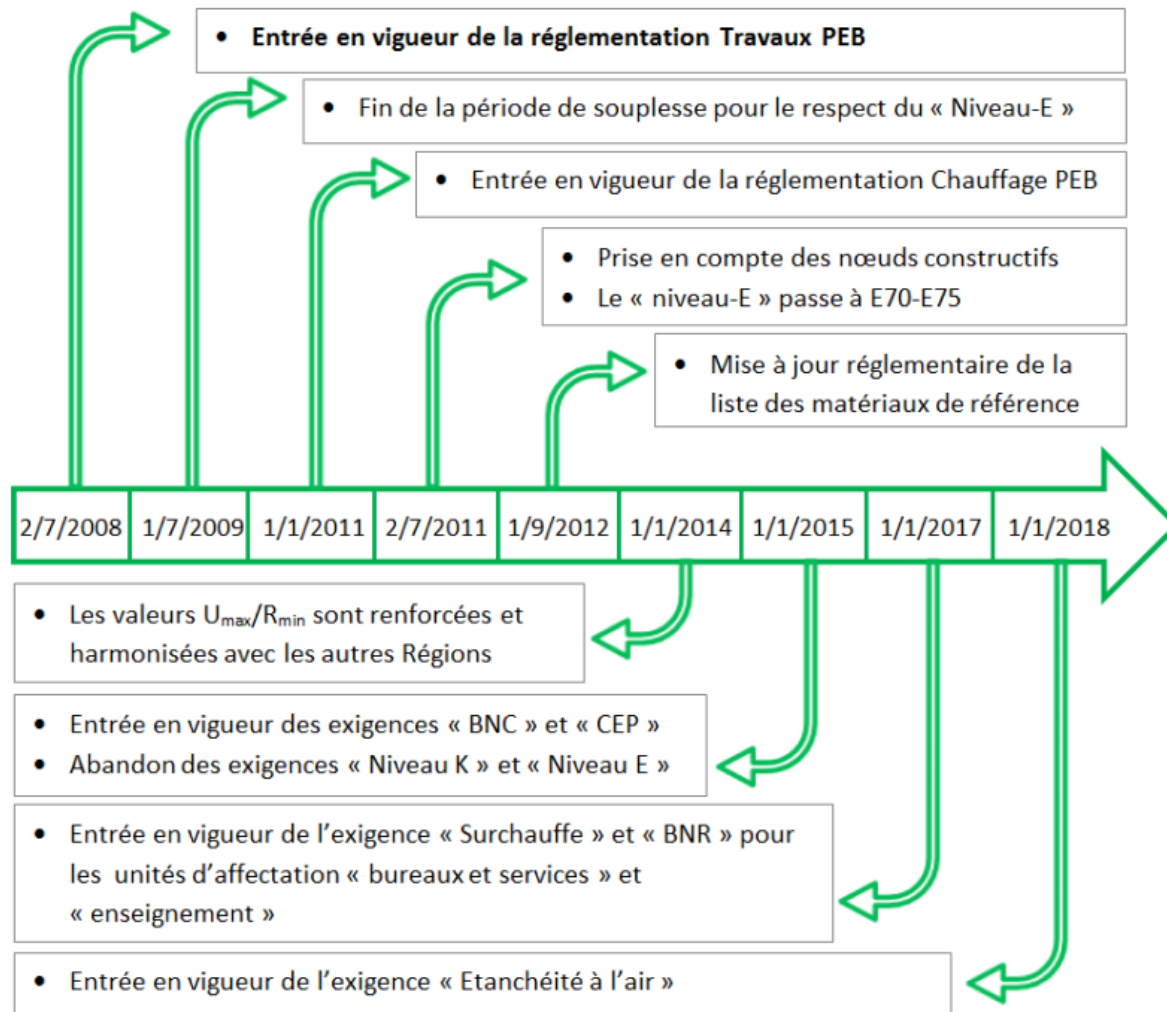 • Entrée en vigueur de la réglementation Travaux PEB
• Fin de la période de souplesse pour le respect du « Niveau-E »
• Entrée en vigueur de la réglementation Chauffage PEB
• Prise en compte des nœuds constructifs
• Le « niveau-E » passe à E70-E75
• Mise à jour réglementaire de la
liste des matériaux de référence
2/7/2008 1/7/2009 1/1/2011 2/7/2011 1/9/2012 1/1/2014 1/1/2015 1/1/2017 1/1/2018
• Les valeurs Umax/Rmin sont renforcées et
harmonisées avec les autres Régions
• Entrée en vigueur des exigences « BNC » et « CEP »
• Abandon des exigences « Niveau K » et « Niveau E »
• Entrée en vigueur de l’exigence « Surchauffe » et « BNR » pour
les unités d’affectation « bureaux et services » et
« enseignement »
• Entrée en vigueur de l’exigence « Etanchéité à l’air »